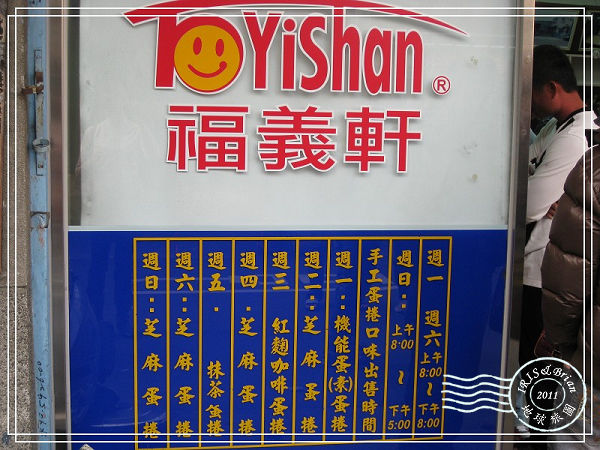 YiShan®
福義軒
週一 週六上午8:00～下午8:00
週日：上午8:00～下午5:00
手工蛋捲口味出售時間
週一：機能蛋(素)蛋捲
週二：芝麻蛋捲
週三 紅麴咖啡蛋捲
週四．芝麻蛋捲
週五．抹茶蛋捲
週六：芝麻蛋捲
週日：芝麻蛋捲
IRIS&Brian
2011
地球旅圖